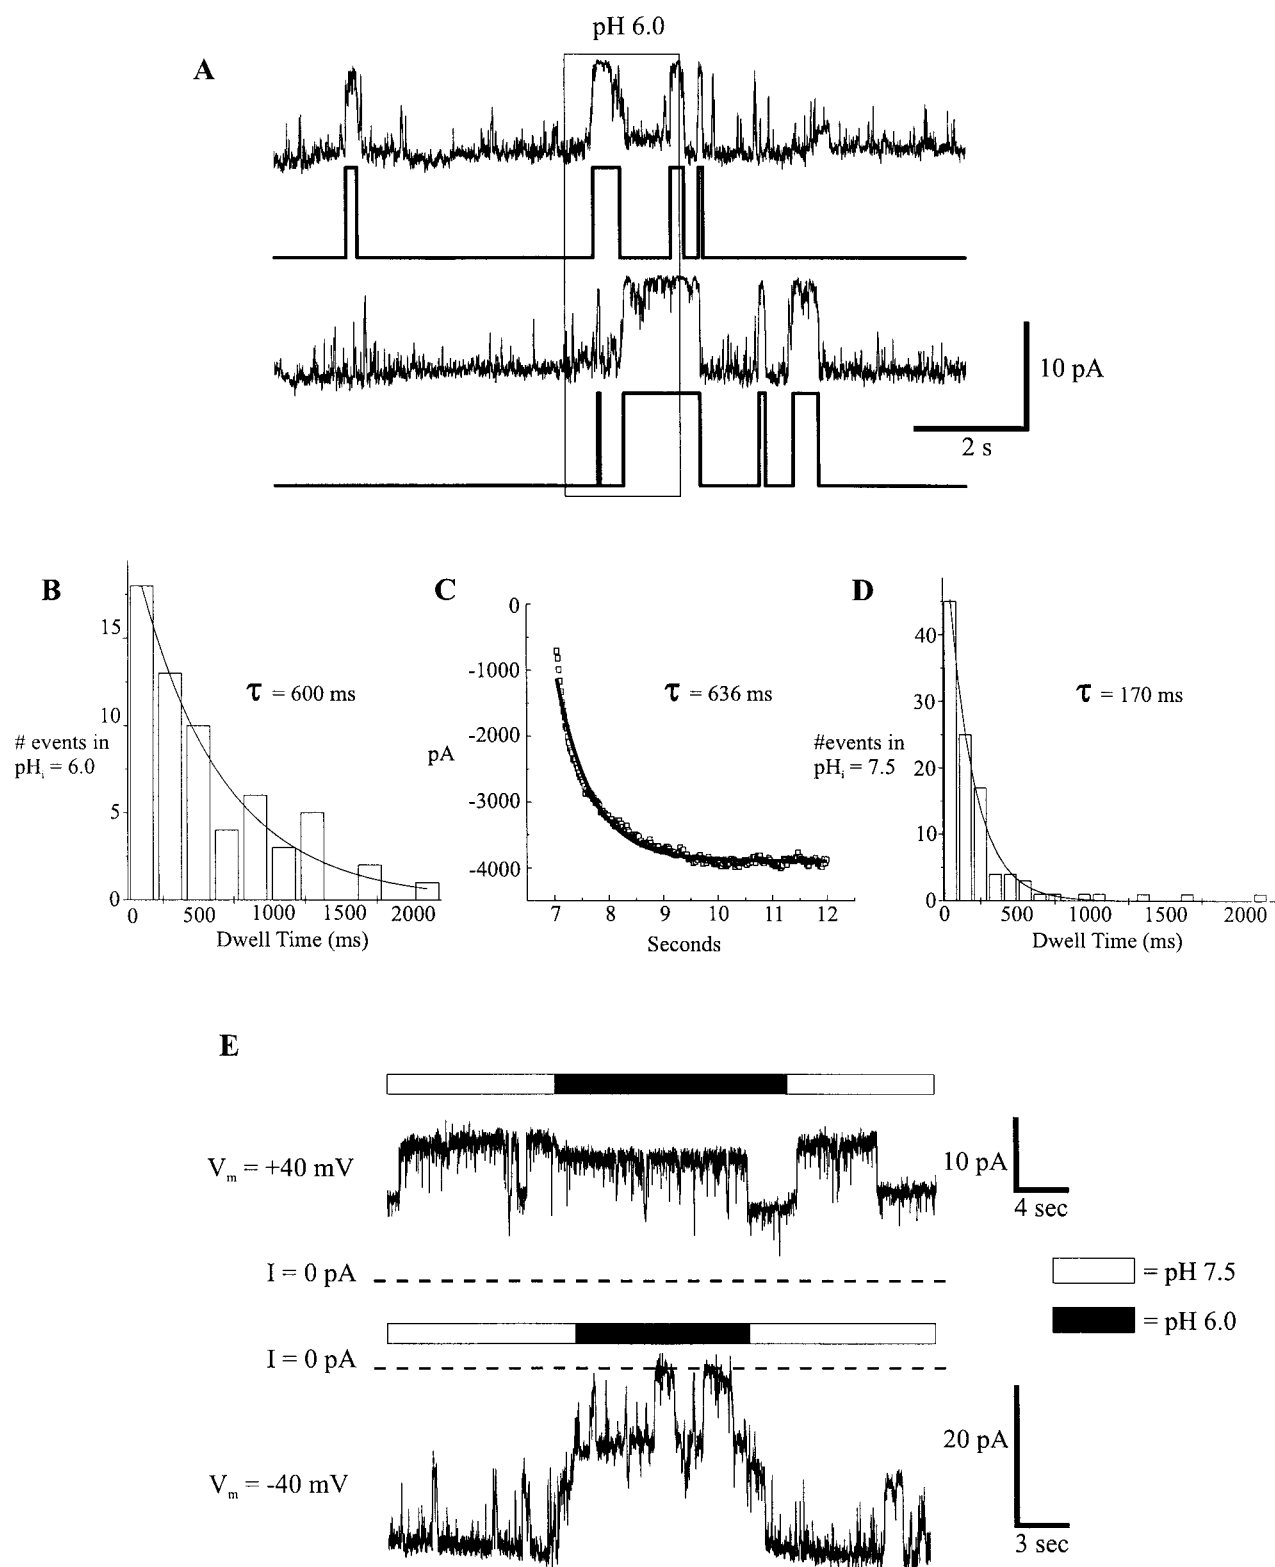 pH 6.0
A
10 pA
2 s
B
15
10
5
0
# events in
pHi = 6.0
τ = 600 ms
0 500 1000 1500 2000
Dwell Time (ms)
C
0
-1000
-2000
-3000
-4000
pA
τ = 636 ms
7 8 9 10 11 12
Seconds
D
40
30
20
10
0
#events in
pHi = 7.5
τ = 170 ms
0 500 1000 1500 2000
Dwell Time (ms)
E
Vm = +40 mV
10 pA
4 sec
I = 0 pA
= pH 7.5
= pH 6.0
I = 0 pA
20 pA
Vm = -40 mV
3 sec